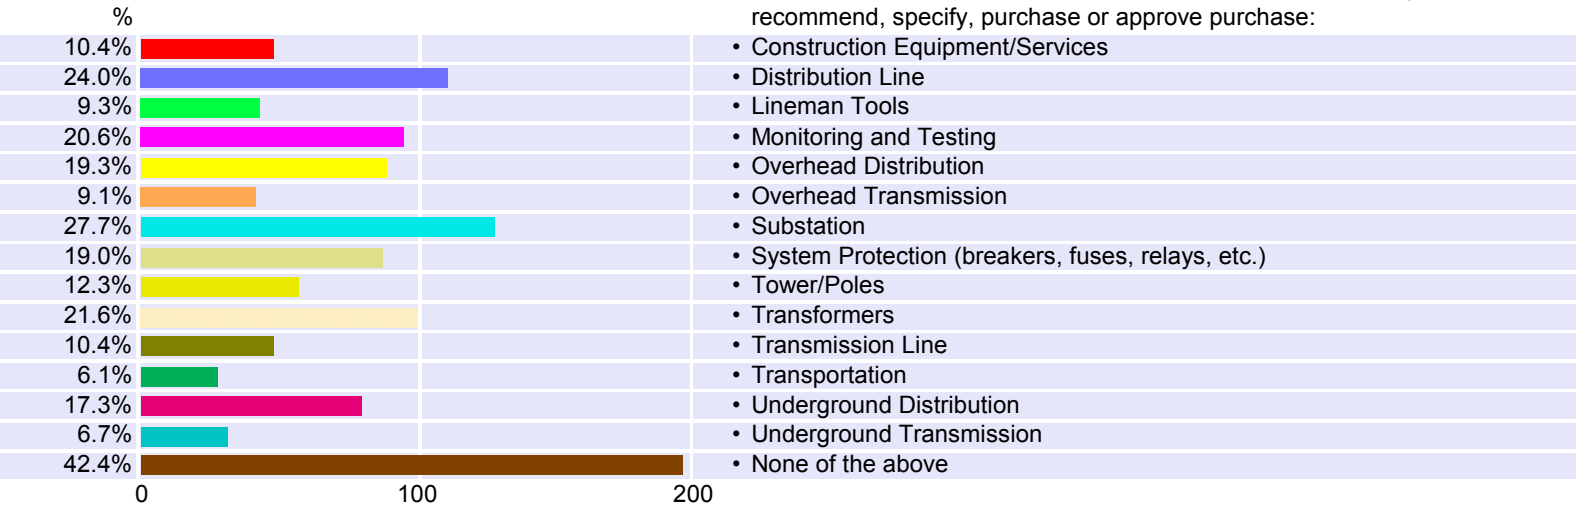 %
recommend, specify, purchase or approve purchase:
10.4% • Construction Equipment/Services
24.0% • Distribution Line
9.3% • Lineman Tools
20.6% • Monitoring and Testing
19.3% • Overhead Distribution
9.1% • Overhead Transmission
27.7% • Substation
19.0% • System Protection (breakers, fuses, relays, etc.)
12.3% • Tower/Poles
21.6% • Transformers
10.4% • Transmission Line
6.1% • Transportation
17.3% • Underground Distribution
6.7% • Underground Transmission
42.4% • None of the above
0 100 200